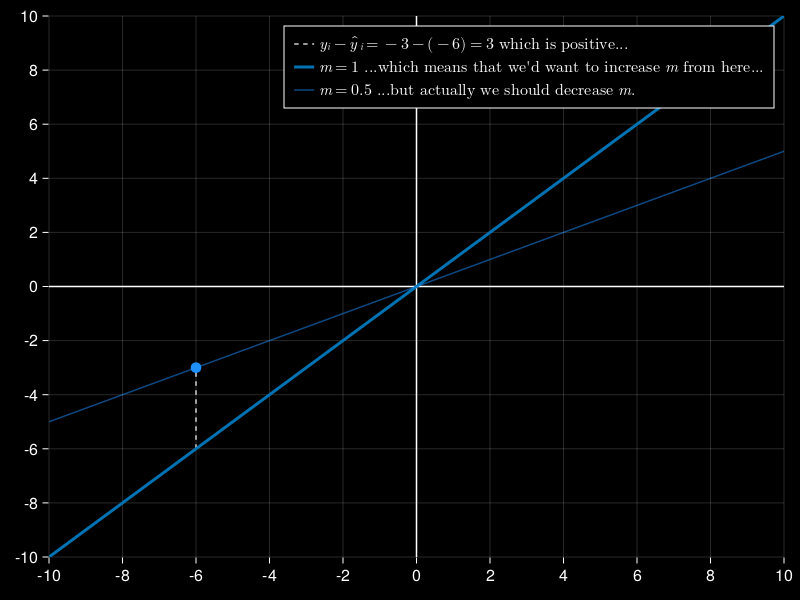 10
y_i − ŷ_i = −3 − (−6) = 3 which is positive...
8
m = 1 ...which means that we'd want to increase m from here...
m = 0.5 ...but actually we should decrease m.
6
4
2
0
-2
-4
-6
-8
-10
-10 -8 -6 -4 -2 0 2 4 6 8 10